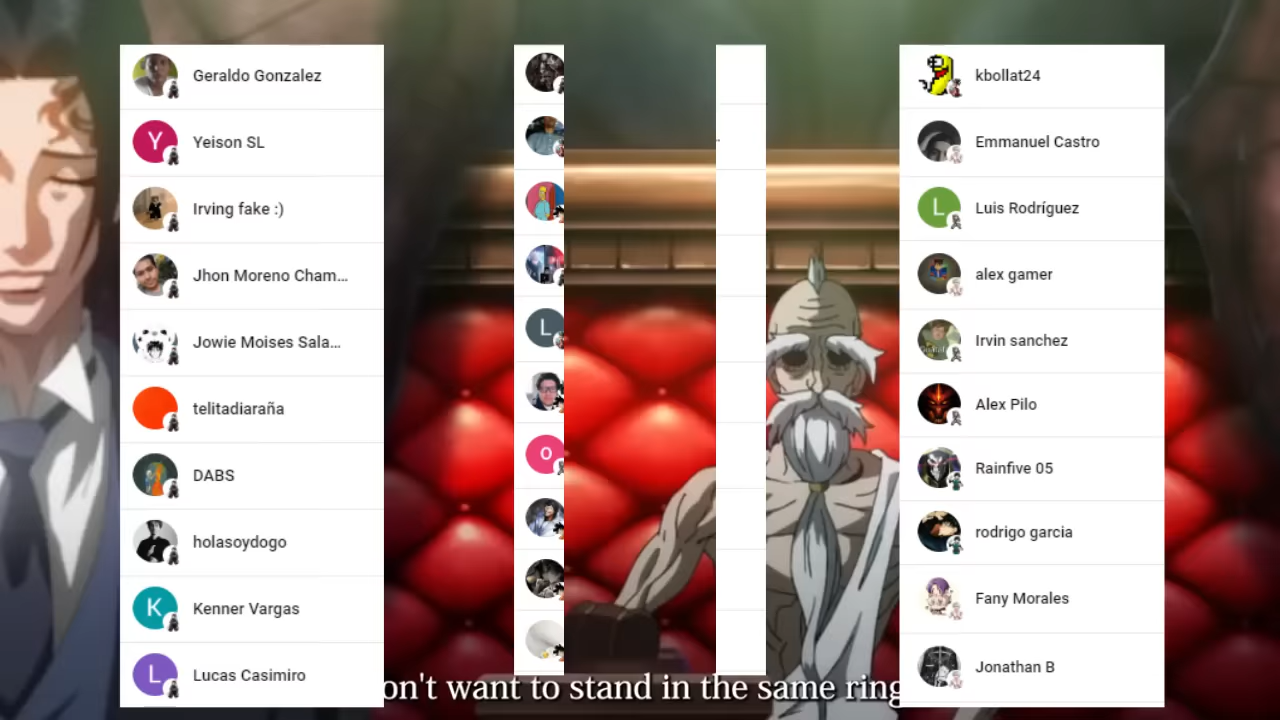 Geraldo Gonzalez
Y
Yeison SL
Irving fake :)
Jhon Moreno Cham...
Jowie Moises Sala...
telitadiaraña
DABS
holasoydogo
K
Kenner Vargas
L
Lucas Casimiro
L
O
kbollat24
Emmanuel Castro
L
Luis Rodríguez
alex gamer
Irvin sanchez
Alex Pilo
Rainfive 05
rodrigo garcia
Fany Morales
Jonathan B
on't want to stand in the same ring